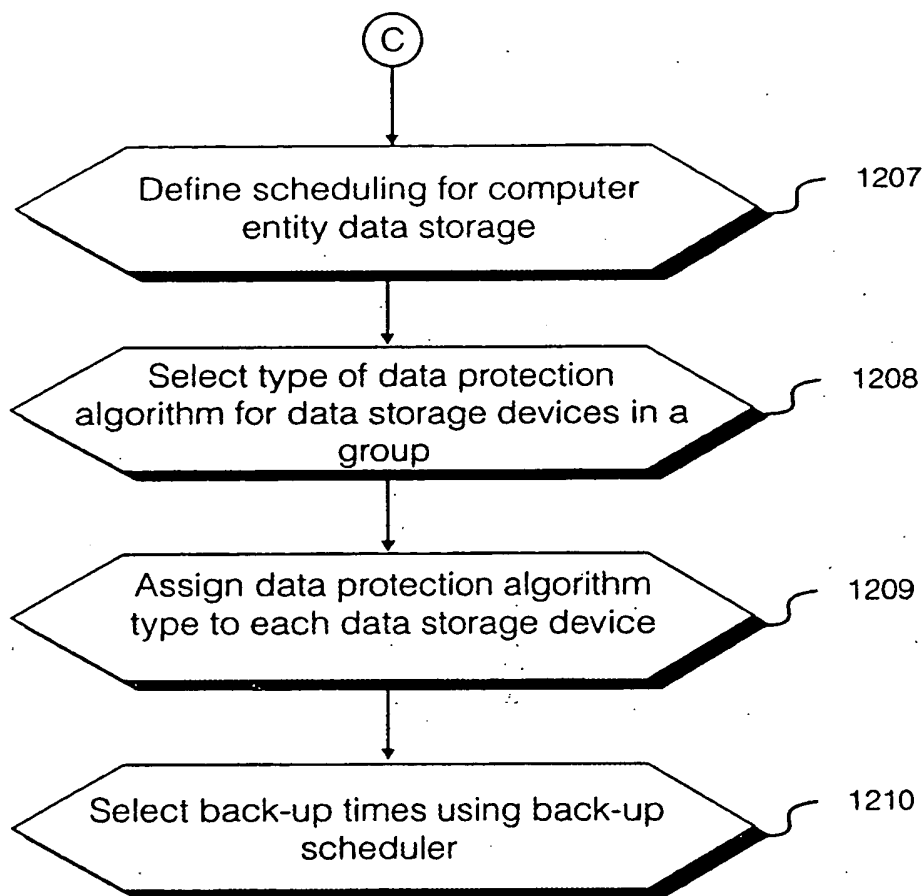 C
Define scheduling for computer
entity data storage
1207
Select type of data protection
algorithm for data storage devices in a
group
1208
Assign data protection algorithm
type to each data storage device
1209
Select back-up times using back-up
scheduler
1210